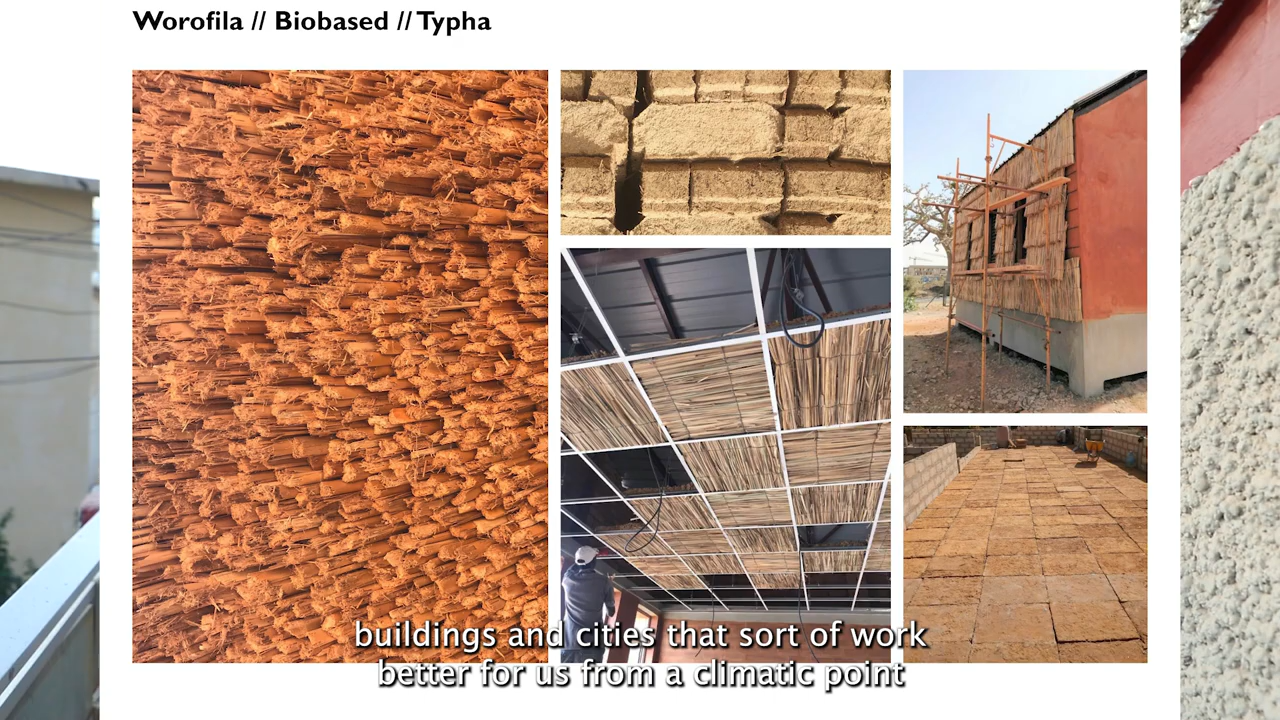 Worofila // Biobased // Typha
buildings and cities that sort of work
better for us from a climatic point